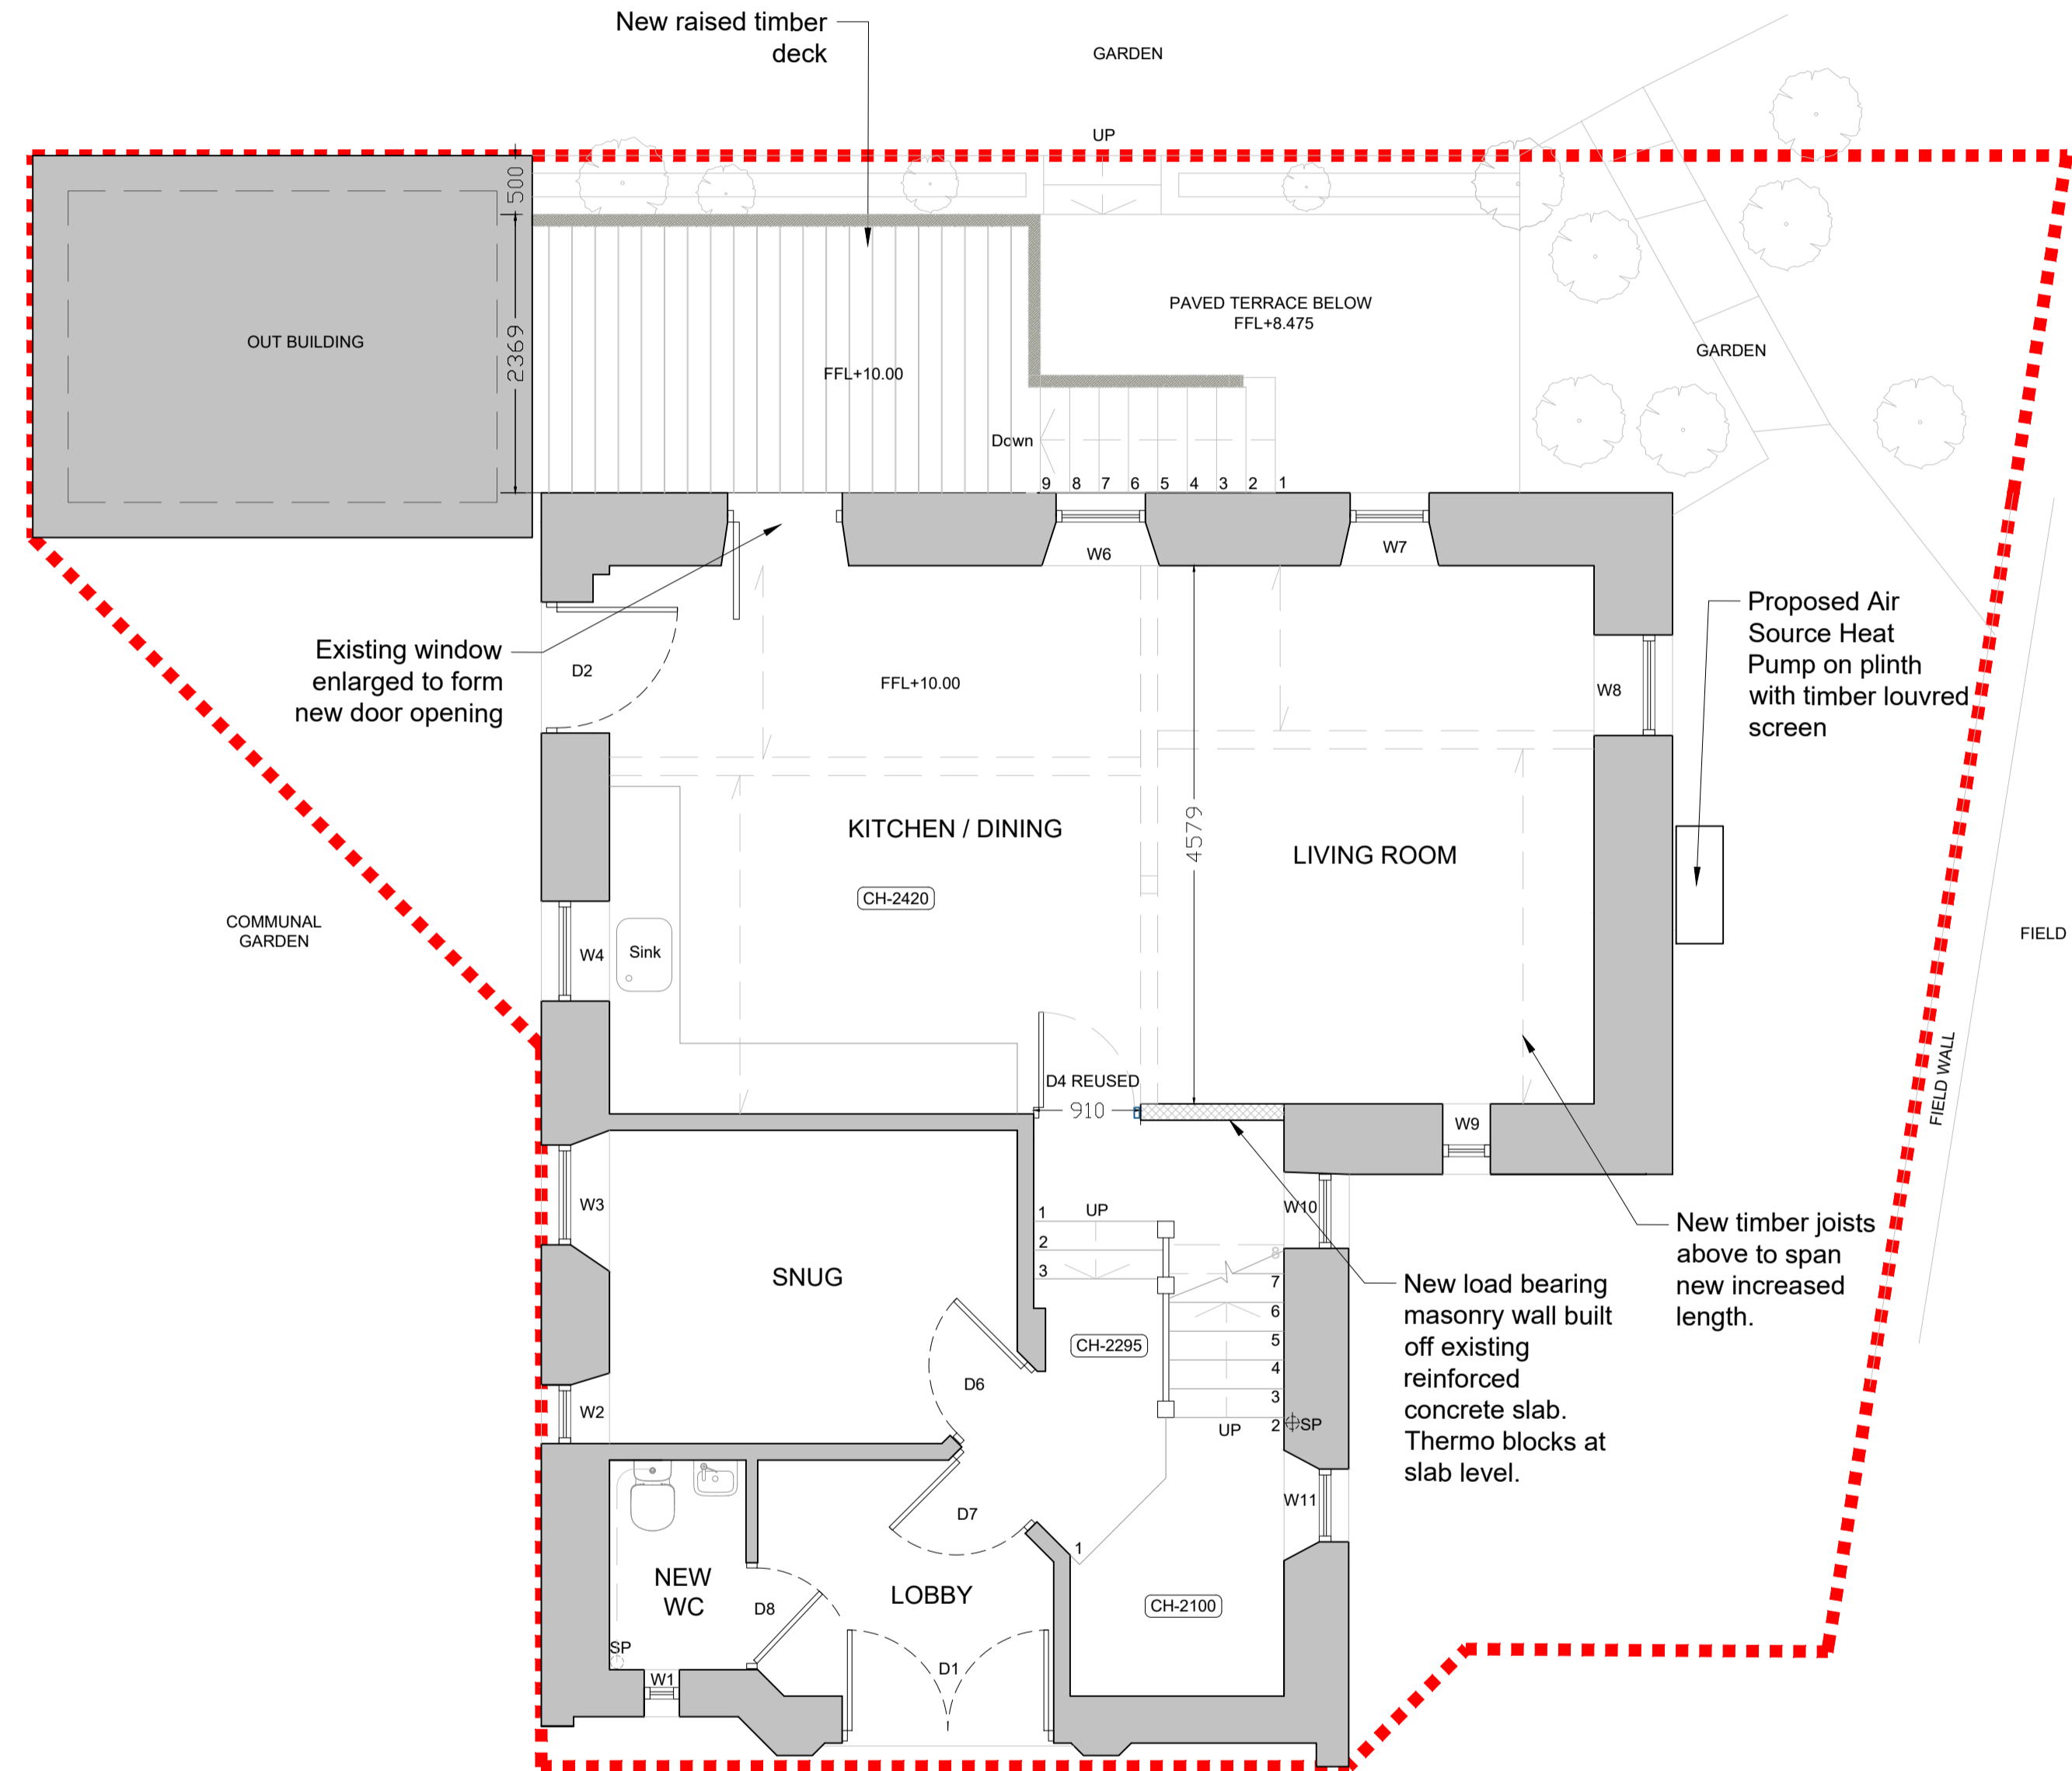 New raised timber
deck
GARDEN
UP
500
OUT BUILDING
2369
PAVED TERRACE BELOW
FFL+8.475
GARDEN
FFL+10.00
Down
9 8 7 6 5 4 3 2 1
W6
W7
Existing window
enlarged to form
new door opening
D2
FFL+10.00
W8
Proposed Air
Source Heat
Pump on plinth
with timber louvred
screen
KITCHEN / DINING
4579
LIVING ROOM
CH-2420
COMMUNAL
GARDEN
W4
Sink
FIELD
FIELD WALL
D4 REUSED
910
W9
W3
1
UP
2
3
W10
8
7
6
5
4
3
2
UP
SP
SNUG
CH-2295
New timber joists
above to span
new increased
length.
New load bearing
masonry wall built
off existing
reinforced
concrete slab.
Thermo blocks at
slab level.
D6
W2
D7
W11
1
NEW
WC
LOBBY
D8
CH-2100
SP
W1
D1